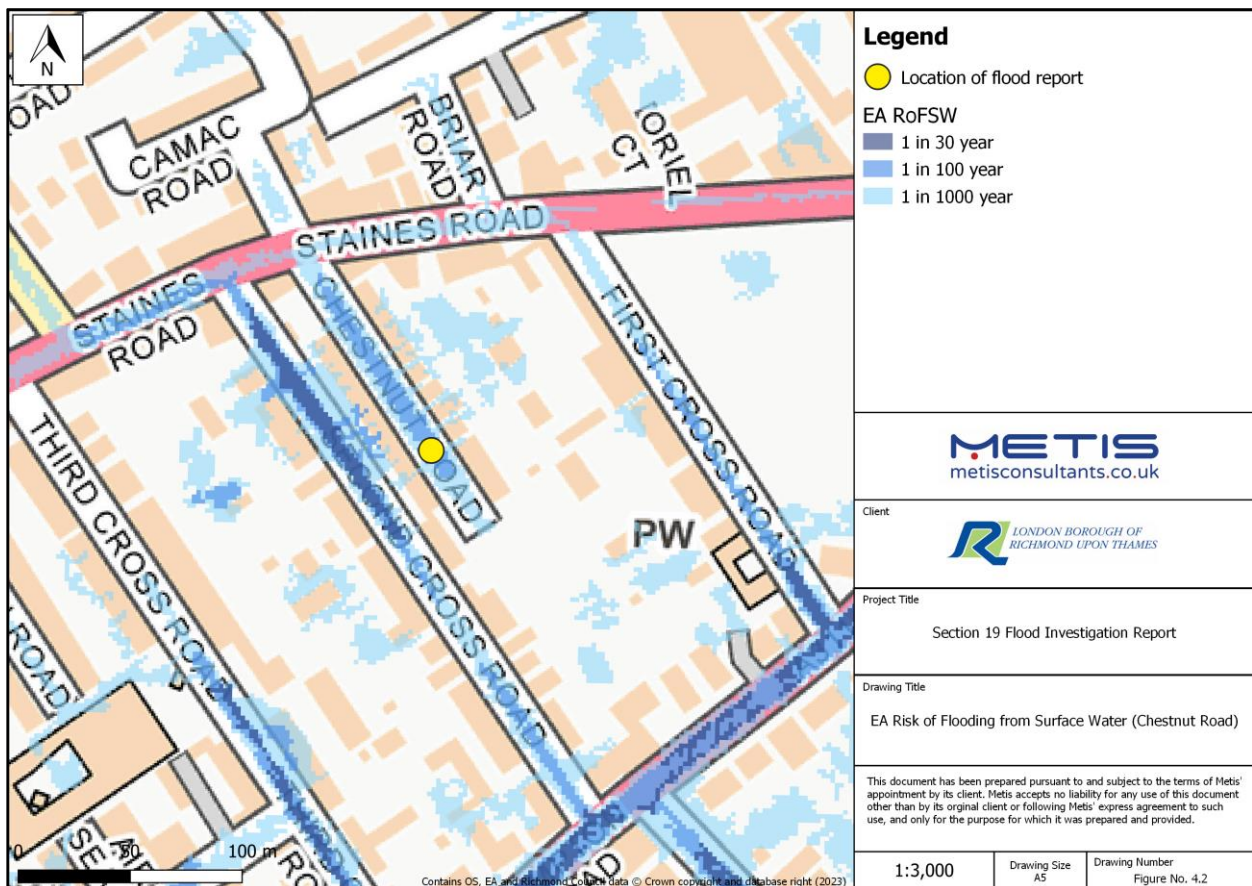 N
ROAD
CAMAC
ROAD
BRIAR
ROAD
ORIEL
CT
STAINES ROAD
STAINES
ROAD
CHESTNUT ROAD
FIRST CROSS ROAD
SECOND CROSS ROAD
THIRD CROSS ROAD
PW
ROAD
ROAD
0 50 100 m
Contains OS, EA and Richmond Council data © Crown copyright and database right (2023)
Legend
Location of flood report
EA RoFSW
1 in 30 year
1 in 100 year
1 in 1000 year
METIS
metisconsultants.co.uk
Client
LONDON BOROUGH OF
RICHMOND UPON THAMES
Project Title
Section 19 Flood Investigation Report
Drawing Title
EA Risk of Flooding from Surface Water (Chestnut Road)
This document has been prepared pursuant to and subject to the terms of Metis'
appointment by its client. Metis accepts no liability for any use of this document
other than by its orginal client or following Metis' express agreement to such
use, and only for the purpose for which it was prepared and provided.
1:3,000
Drawing Size
A5
Drawing Number
Figure No. 4.2